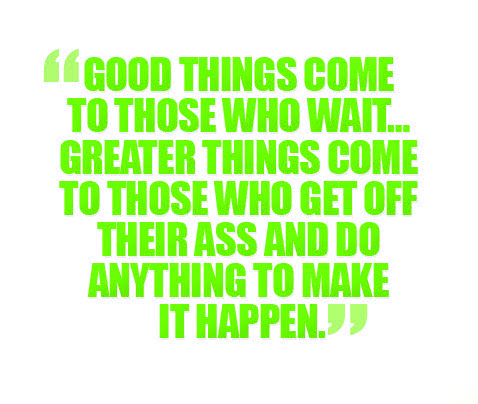 “GOOD THINGS COME
TO THOSE WHO WAIT...
GREATER THINGS COME
TO THOSE WHO GET OFF
THEIR ASS AND DO
ANYTHING TO MAKE
IT HAPPEN.”